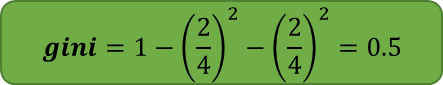 gini = 1 − (2/4)² − (2/4)² = 0.5